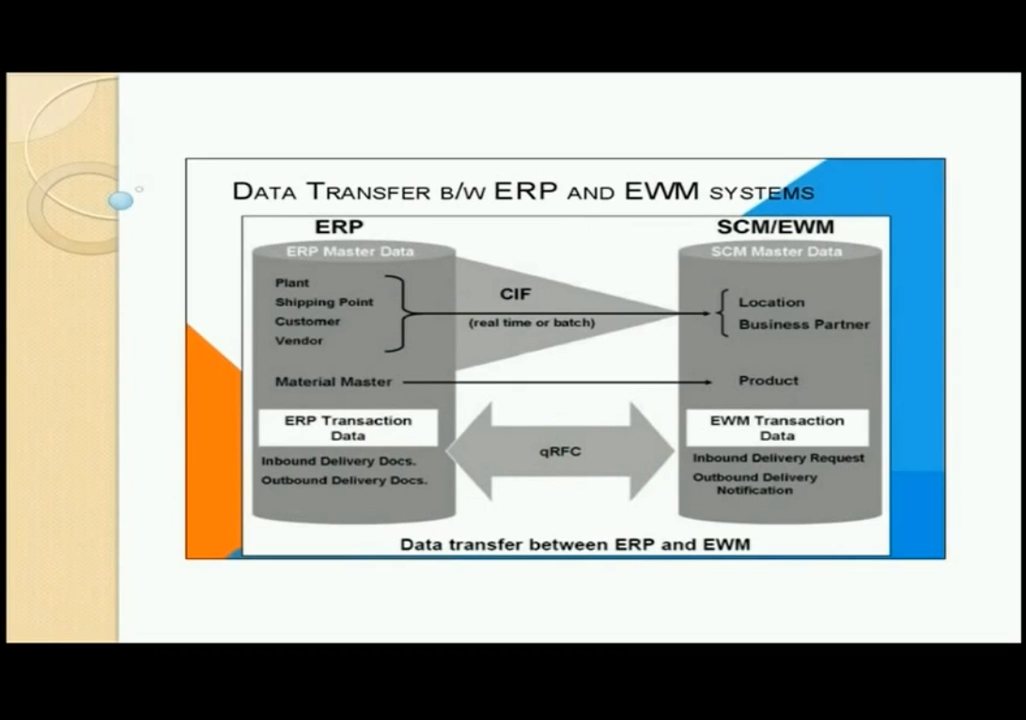 DATA TRANSFER B/W ERP AND EWM SYSTEMS
ERP
SCM/EWM
ERP Master Data
SCM Master Data
Plant
Shipping Point
Customer
Vendor
CIF
(real time or batch)
Location
Business Partner
Material Master
Product
ERP Transaction
Data
EWM Transaction
Data
qRFC
Inbound Delivery Docs.
Outbound Delivery Docs.
Inbound Delivery Request
Outbound Delivery
Notification
Data transfer between ERP and EWM